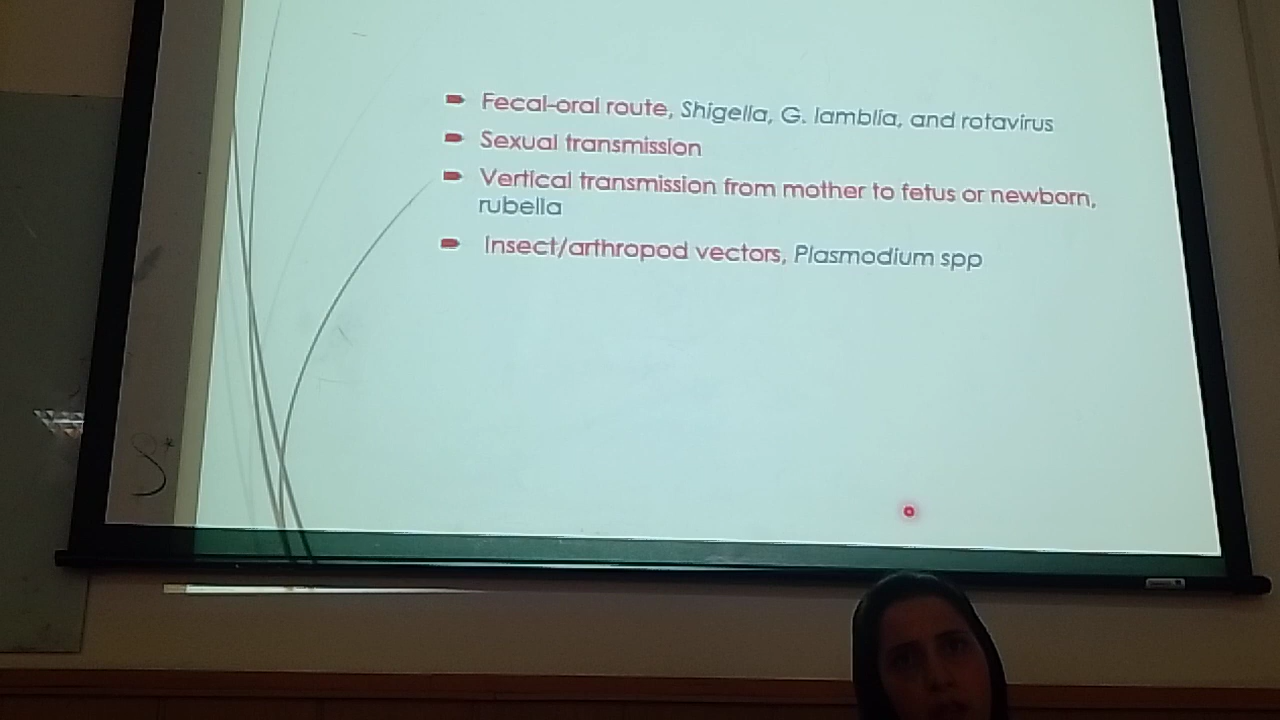 Fecal-oral route, Shigella, G. lamblia, and rotavirus
Sexual transmission
Vertical transmission from mother to fetus or newborn,
rubella
Insect/arthropod vectors, Plasmodium spp